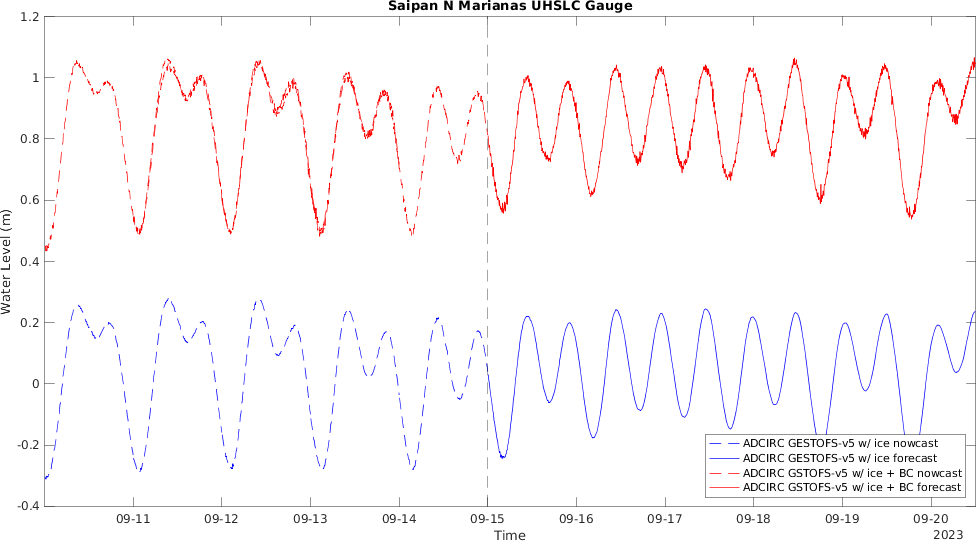 Saipan N Marianas UHSLC Gauge
Water Level (m)
1.2
1
0.8
0.6
0.4
0.2
0
-0.2
-0.4
ADCIRC GESTOFS-v5 w/ ice nowcast
ADCIRC GESTOFS-v5 w/ ice forecast
ADCIRC GSTOFS-v5 w/ ice + BC nowcast
ADCIRC GSTOFS-v5 w/ ice + BC forecast
09-11 09-12 09-13 09-14 09-15 09-16 09-17 09-18 09-19 09-20
Time
2023